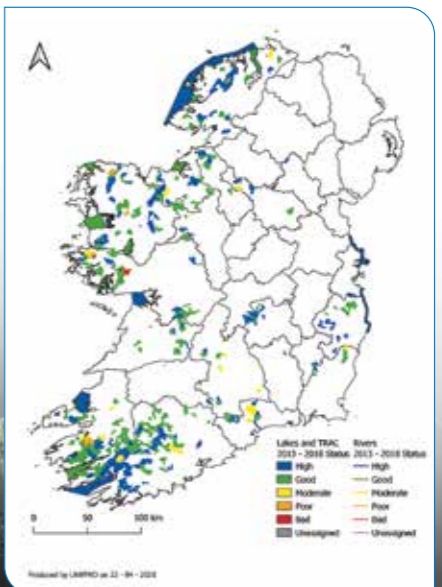 Lakes and TRAC
2013 - 2018 Status
Rivers
2013 - 2018 Status
High
High
Good
Good
Moderate
Moderate
Poor
Poor
Bad
Bad
Unassigned
Unassigned
0 50 100 km
Produced by on 22 - 04 - 2020